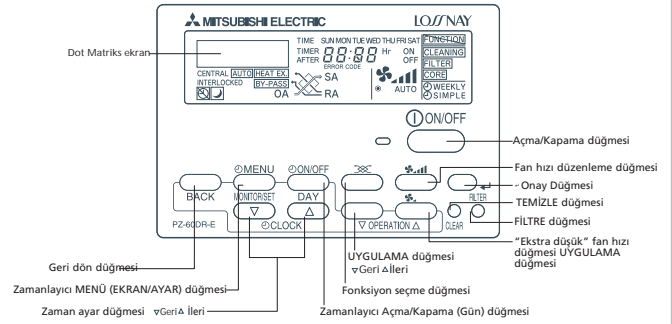 MITSUBISHI ELECTRIC
LOSSNAY
Dot Matriks ekran
TIME SUN MON TUE WED THU FRI SAT FUNCTION
TIMER AFTER 88:88 Hr ON OFF CLEANING
ERROR CODE
FILTER
CORE
CENTRAL AUTO HEAT EX. SA
INTERLOCKED BY-PASS
OA RA
AUTO
WEEKLY
SIMPLE
ON/OFF
Açma/Kapama düğmesi
MENU ON/OFF
Fan hızı düzenleme düğmesi
Onay Düğmesi
BACK MONITOR/SET DAY FILTER
TEMİZLE düğmesi
PZ-60DR-E CLOCK ▽ OPERATION △ CLEAR
FİLTRE düğmesi
"Ekstra düşük" fan hızı
düğmesi UYGULAMA
düğmesi
UYGULAMA düğmesi
▽Geri △İleri
Geri dön düğmesi
Zamanlayıcı MENÜ (EKRAN/AYAR) düğmesi
Fonksiyon seçme düğmesi
Zaman ayar düğmesi ▽Geri △ İleri
Zamanlayıcı Açma/Kapama (Gün) düğmesi